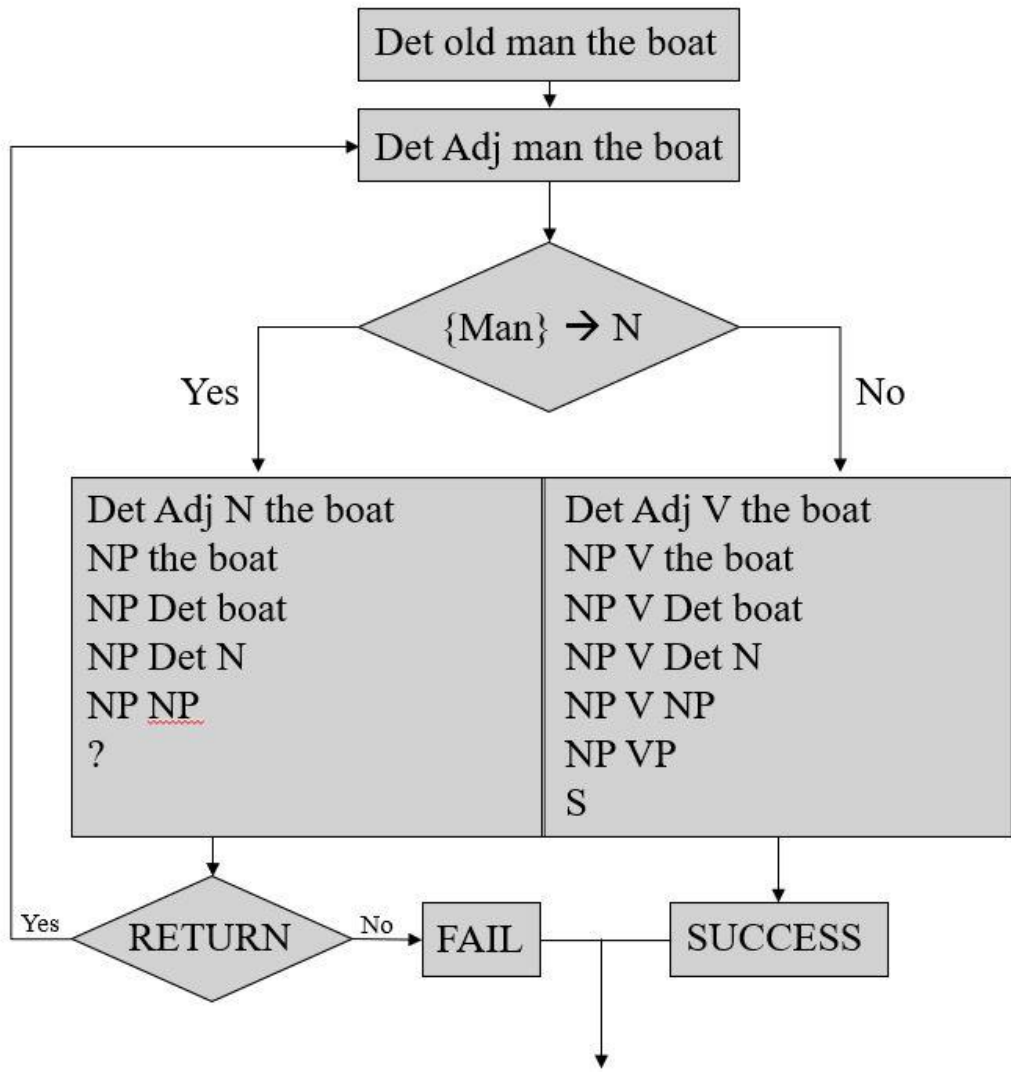 Det old man the boat
Det Adj man the boat
{Man} → N
Yes
No
Det Adj N the boat
NP the boat
NP Det boat
NP Det N
NP NP
?
Det Adj V the boat
NP V the boat
NP V Det boat
NP V Det N
NP V NP
NP VP
S
Yes
RETURN
No
FAIL
SUCCESS